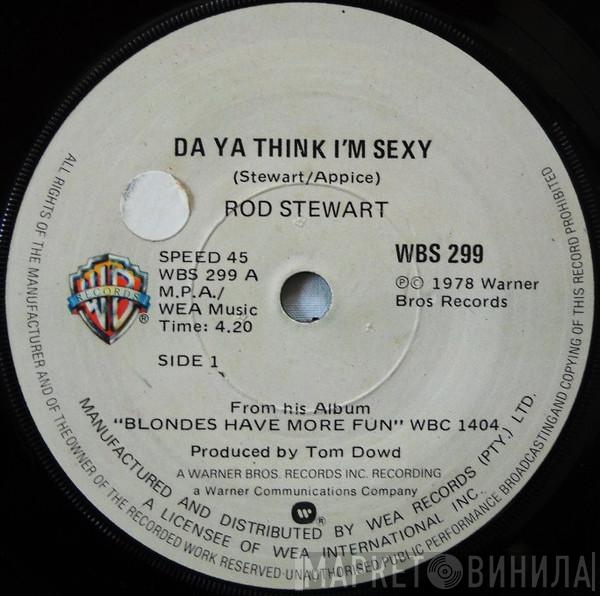 DA YA THINK I'M SEXY
(Stewart/Appice)
ROD STEWART
WB
RECORDS
®
SPEED 45
WBS 299 A
M.P.A./
WEA Music
Time: 4.20
SIDE 1
WBS 299
℗© 1978 Warner
Bros Records
From his Album
"BLONDES HAVE MORE FUN" WBC 1404
Produced by Tom Dowd
A WARNER BROS. RECORDS INC. RECORDING
a Warner Communications Company
®
MANUFACTURED AND DISTRIBUTED BY WEA RECORDS (PTY.) LTD.
A LICENSEE OF WEA INTERNATIONAL INC.
ALL RIGHTS OF THE MANUFACTURER AND OF THE OWNER OF THE RECORDED WORK RESERVED-UNAUTHORISED PUBLIC PERFORMANCE BROADCASTING AND COPYING OF THIS RECORD PROHIBITED
МАРКЕТ ВИНИЛА